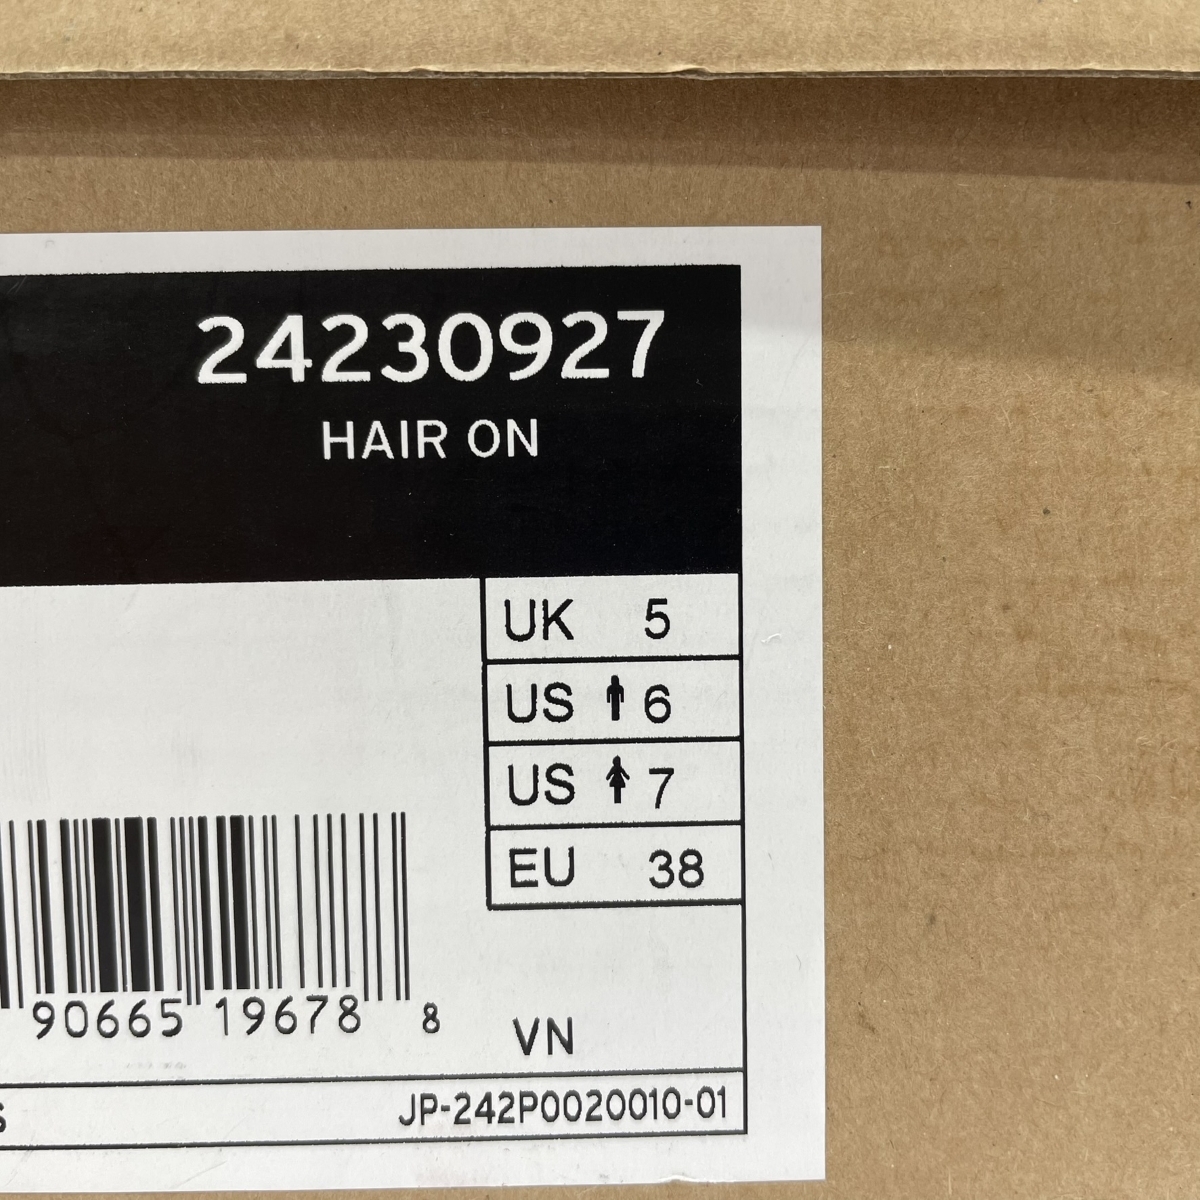 24230927
HAIR ON
UK 5
US 6
US 7
EU 38
90665 19678 8
VN
S
JP-242P0020010-01